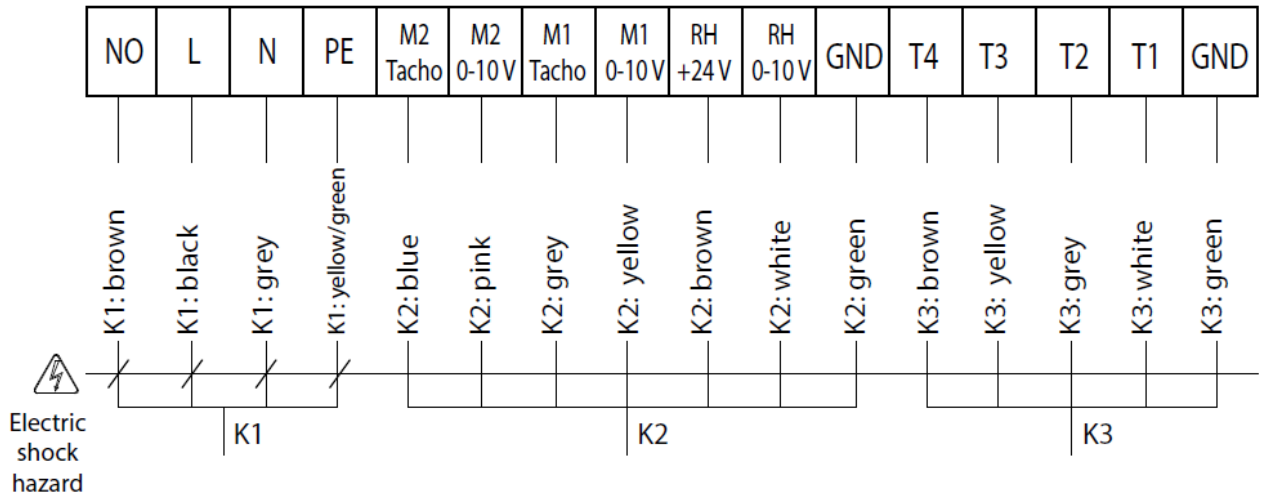 NO
L
N
PE
M2
Tacho
M2
0-10 V
M1
Tacho
M1
0-10 V
RH
+24 V
RH
0-10 V
GND
T4
T3
T2
T1
GND
K1: brown
K1: black
K1: grey
K1: yellow/green
K2: blue
K2: pink
K2: grey
K2: yellow
K2: brown
K2: white
K2: green
K3: brown
K3: yellow
K3: grey
K3: white
K3: green
Electric
shock
hazard
K1
K2
K3